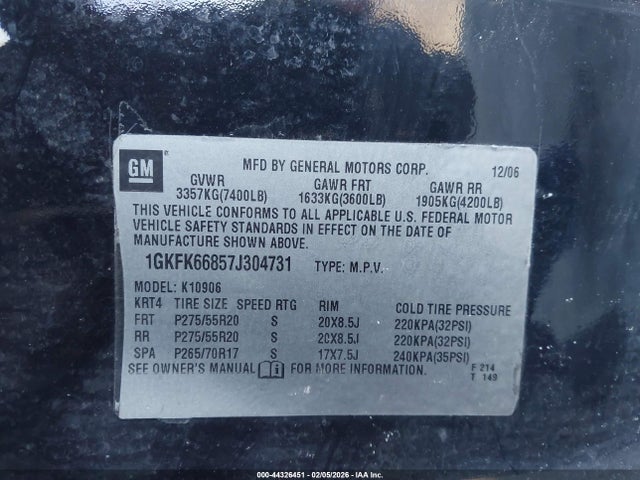 GM
®
MFD BY GENERAL MOTORS CORP. 12/06
GVWR GAWR FRT GAWR RR
3357KG(7400LB) 1633KG(3600LB) 1905KG(4200LB)
THIS VEHICLE CONFORMS TO ALL APPLICABLE U.S. FEDERAL MOTOR
VEHICLE SAFETY STANDARDS IN EFFECT ON THE DATE OF
MANUFACTURE SHOWN ABOVE.
1GKFK66857J304731 TYPE: M.P.V.
MODEL: K10906
KRT4 TIRE SIZE SPEED RTG RIM COLD TIRE PRESSURE
FRT P275/55R20 S 20X8.5J 220KPA(32PSI)
RR P275/55R20 S 20X8.5J 220KPA(32PSI)
SPA P265/70R17 S 17X7.5J 240KPA(35PSI)
SEE OWNER'S MANUAL i FOR MORE INFORMATION.
F 214
T 149
000-44326451 - 02/05/2026 - IAA Inc.